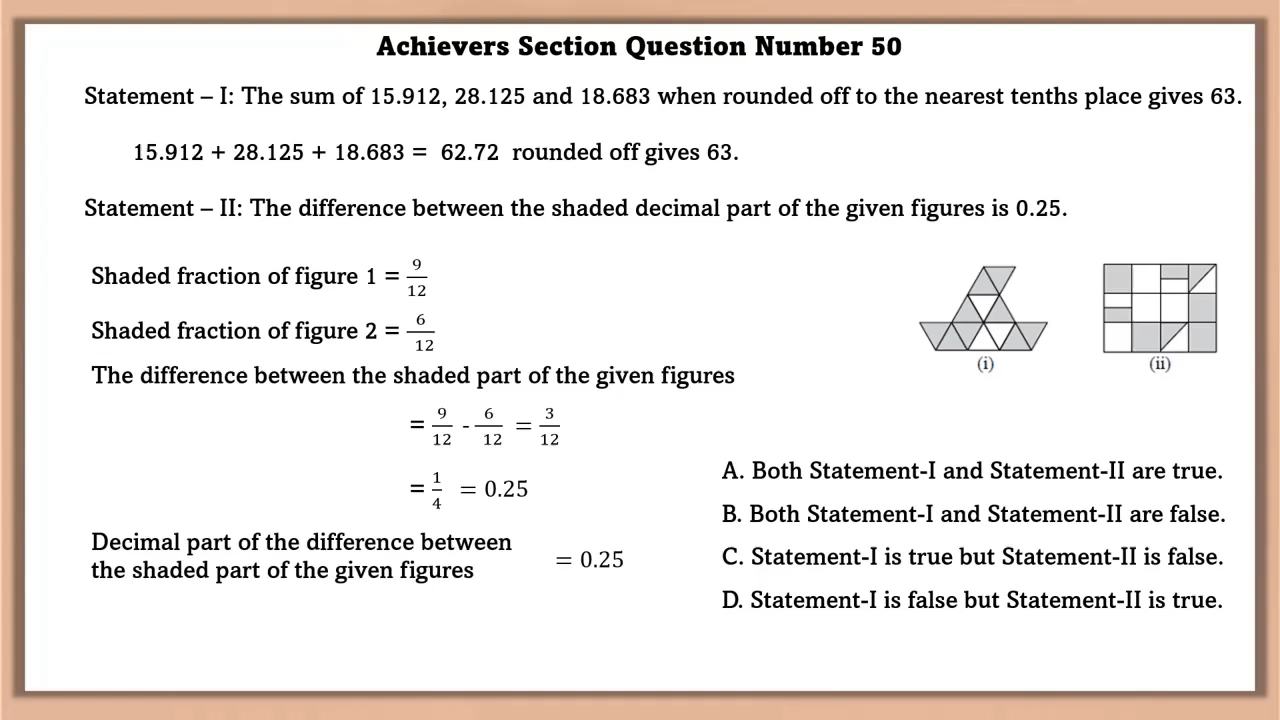 Achievers Section Question Number 50
Statement – I: The sum of 15.912, 28.125 and 18.683 when rounded off to the nearest tenths place gives 63.
15.912 + 28.125 + 18.683 = 62.72 rounded off gives 63.
Statement – II: The difference between the shaded decimal part of the given figures is 0.25.
Shaded fraction of figure 1 = 9/12
Shaded fraction of figure 2 = 6/12
(i)
(ii)
The difference between the shaded part of the given figures
= 9/12 - 6/12 = 3/12
= 1/4 = 0.25
Decimal part of the difference between
the shaded part of the given figures = 0.25
A. Both Statement-I and Statement-II are true.
B. Both Statement-I and Statement-II are false.
C. Statement-I is true but Statement-II is false.
D. Statement-I is false but Statement-II is true.